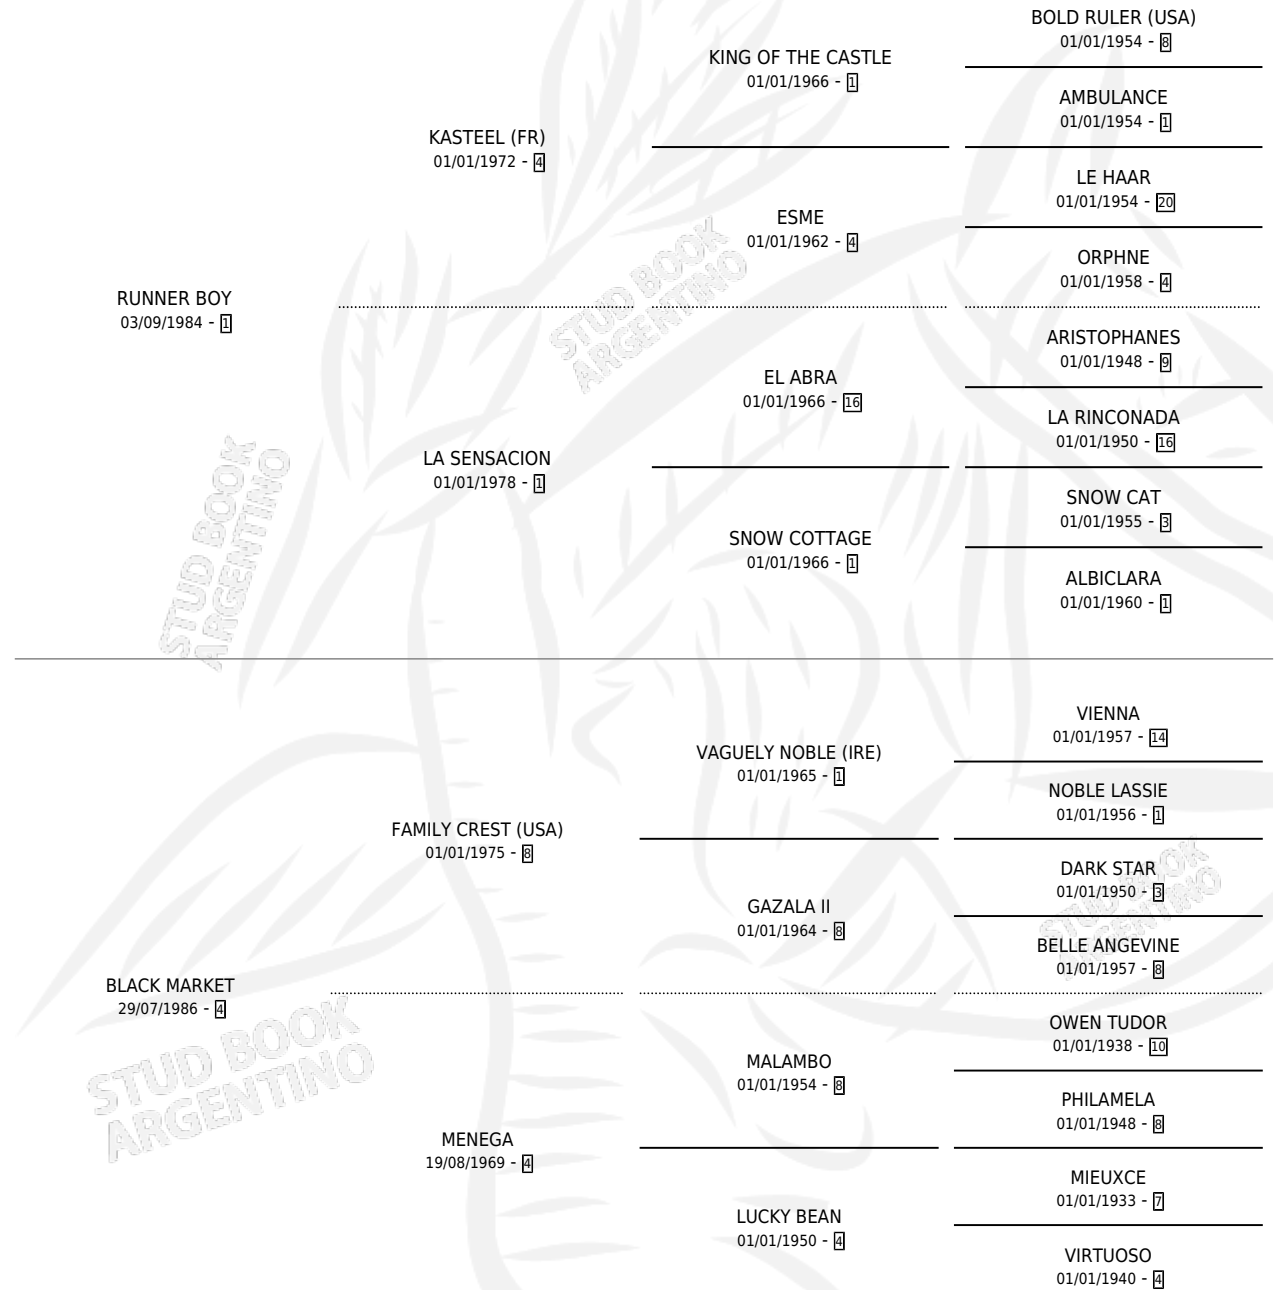 BOLD RULER (USA)
01/01/1954 - 8
KING OF THE CASTLE
01/01/1966 - 1
AMBULANCE
01/01/1954 - 1
KASTEEL (FR)
01/01/1972 - 4
LE HAAR
01/01/1954 - 20
ESME
01/01/1962 - 4
ORPHNE
01/01/1958 - 4
RUNNER BOY
03/09/1984 - 1
ARISTOPHANES
01/01/1948 - 9
EL ABRA
01/01/1966 - 16
LA RINCONADA
01/01/1950 - 16
LA SENSACION
01/01/1978 - 1
SNOW CAT
01/01/1955 - 3
SNOW COTTAGE
01/01/1966 - 1
ALBICLARA
01/01/1960 - 1
STUD BOOK
ARGENTINO
STUD BOOK
ARGENTINO
VIENNA
01/01/1957 - 14
VAGUELY NOBLE (IRE)
01/01/1965 - 1
NOBLE LASSIE
01/01/1956 - 1
FAMILY CREST (USA)
01/01/1975 - 8
DARK STAR
01/01/1950 - 3
GAZALA II
01/01/1964 - 8
BELLE ANGEVINE
01/01/1957 - 8
BLACK MARKET
29/07/1986 - 4
OWEN TUDOR
01/01/1938 - 10
MALAMBO
01/01/1954 - 8
PHILAMELA
01/01/1948 - 8
MENEGA
19/08/1969 - 4
MIEUXCE
01/01/1933 - 7
LUCKY BEAN
01/01/1950 - 4
VIRTUOSO
01/01/1940 - 4
STUD BOOK
ARGENTINO
STUD BOOK
ARGENTINO